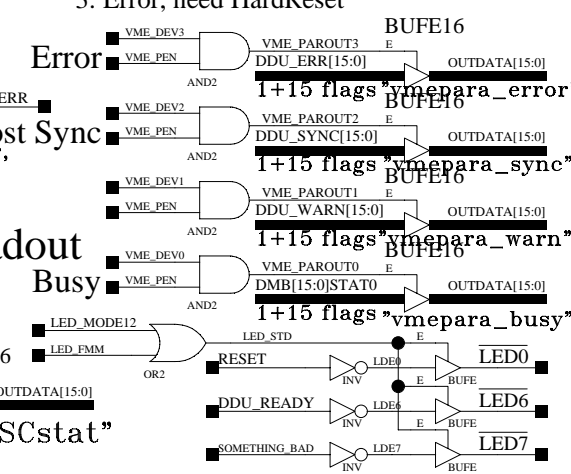 5. Error, need HardReset
VME_DEV3
BUFE16
Error
VME_PEN
VME_PAROUT3
E
AND2
DDU_ERR[15:0]
OUTDATA[15:0]
1+15 flags "vmepara_error
ERR
VME_DEV2
BUFE16
ost Sync
VME_PEN
VME_PAROUT2
E
AND2
DDU_SYNC[15:0]
OUTDATA[15:0]
1+15 flags "vmepara_sync"
VME_DEV1
BUFE16
VME_PEN
VME_PAROUT1
E
AND2
DDU_WARN[15:0]
OUTDATA[15:0]
1+15 flags "vmepara_warn"
adout
VME_DEV0
BUFE16
Busy
VME_PEN
VME_PAROUT0
E
AND2
DMB[15:0]STAT0
OUTDATA[15:0]
1+15 flags "vmepara_busy"
LED_MODE12
LED_STD
6
LED_FMM
OR2
RESET
INV
LDE0
E
BUFE
LED0
OUTDATA[15:0]
DDU_READY
INV
LDE6
E
BUFE
LED6
SCstat"
SOMETHING_BAD
INV
LDE7
E
BUFE
LED7